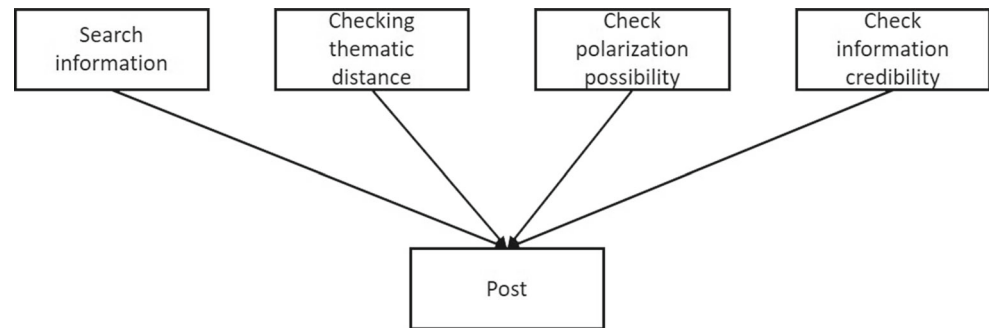 Search
information
Checking
thematic
distance
Check
polarization
possibility
Check
information
credibility
Post